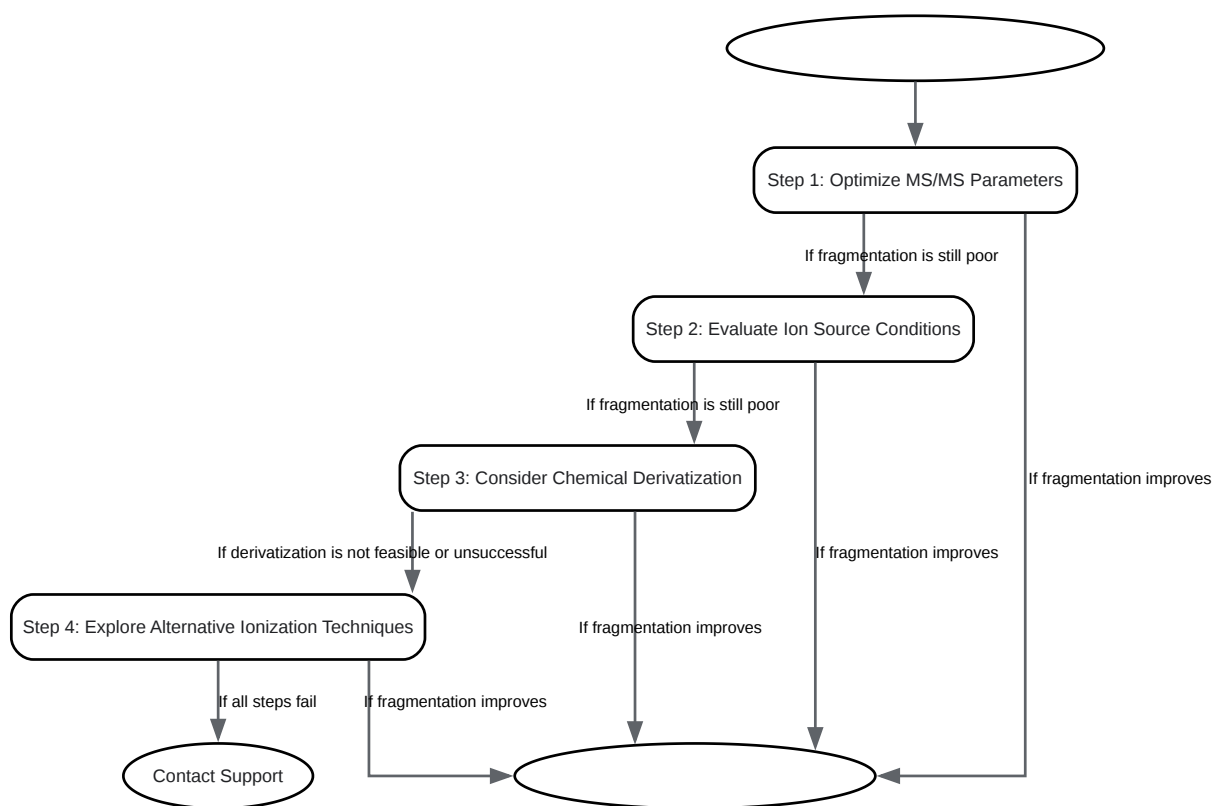 Step 1: Optimize MS/MS Parameters
If fragmentation is still poor
Step 2: Evaluate Ion Source Conditions
If fragmentation is still poor
Step 3: Consider Chemical Derivatization
If fragmentation improves
If derivatization is not feasible or unsuccessful
If fragmentation improves
Step 4: Explore Alternative Ionization Techniques
If fragmentation improves
If all steps fail
If fragmentation improves
Contact Support